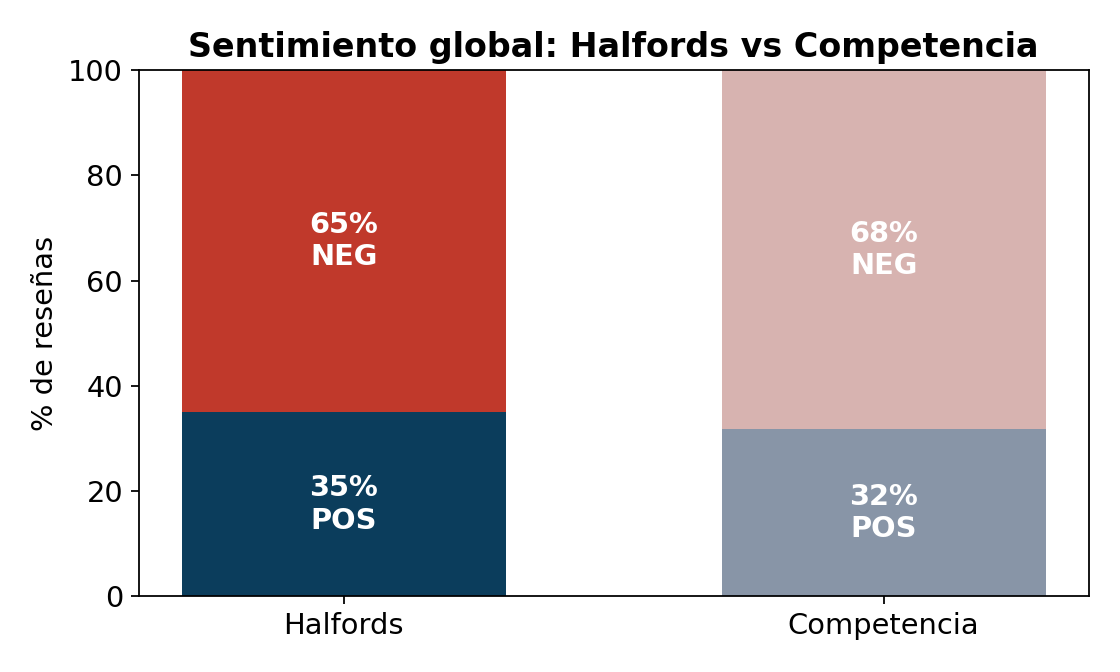 Sentimiento global: Halfords vs Competencia
% de reseñas
100
80
60
40
20
0
65%
NEG
35%
POS
68%
NEG
32%
POS
Halfords
Competencia